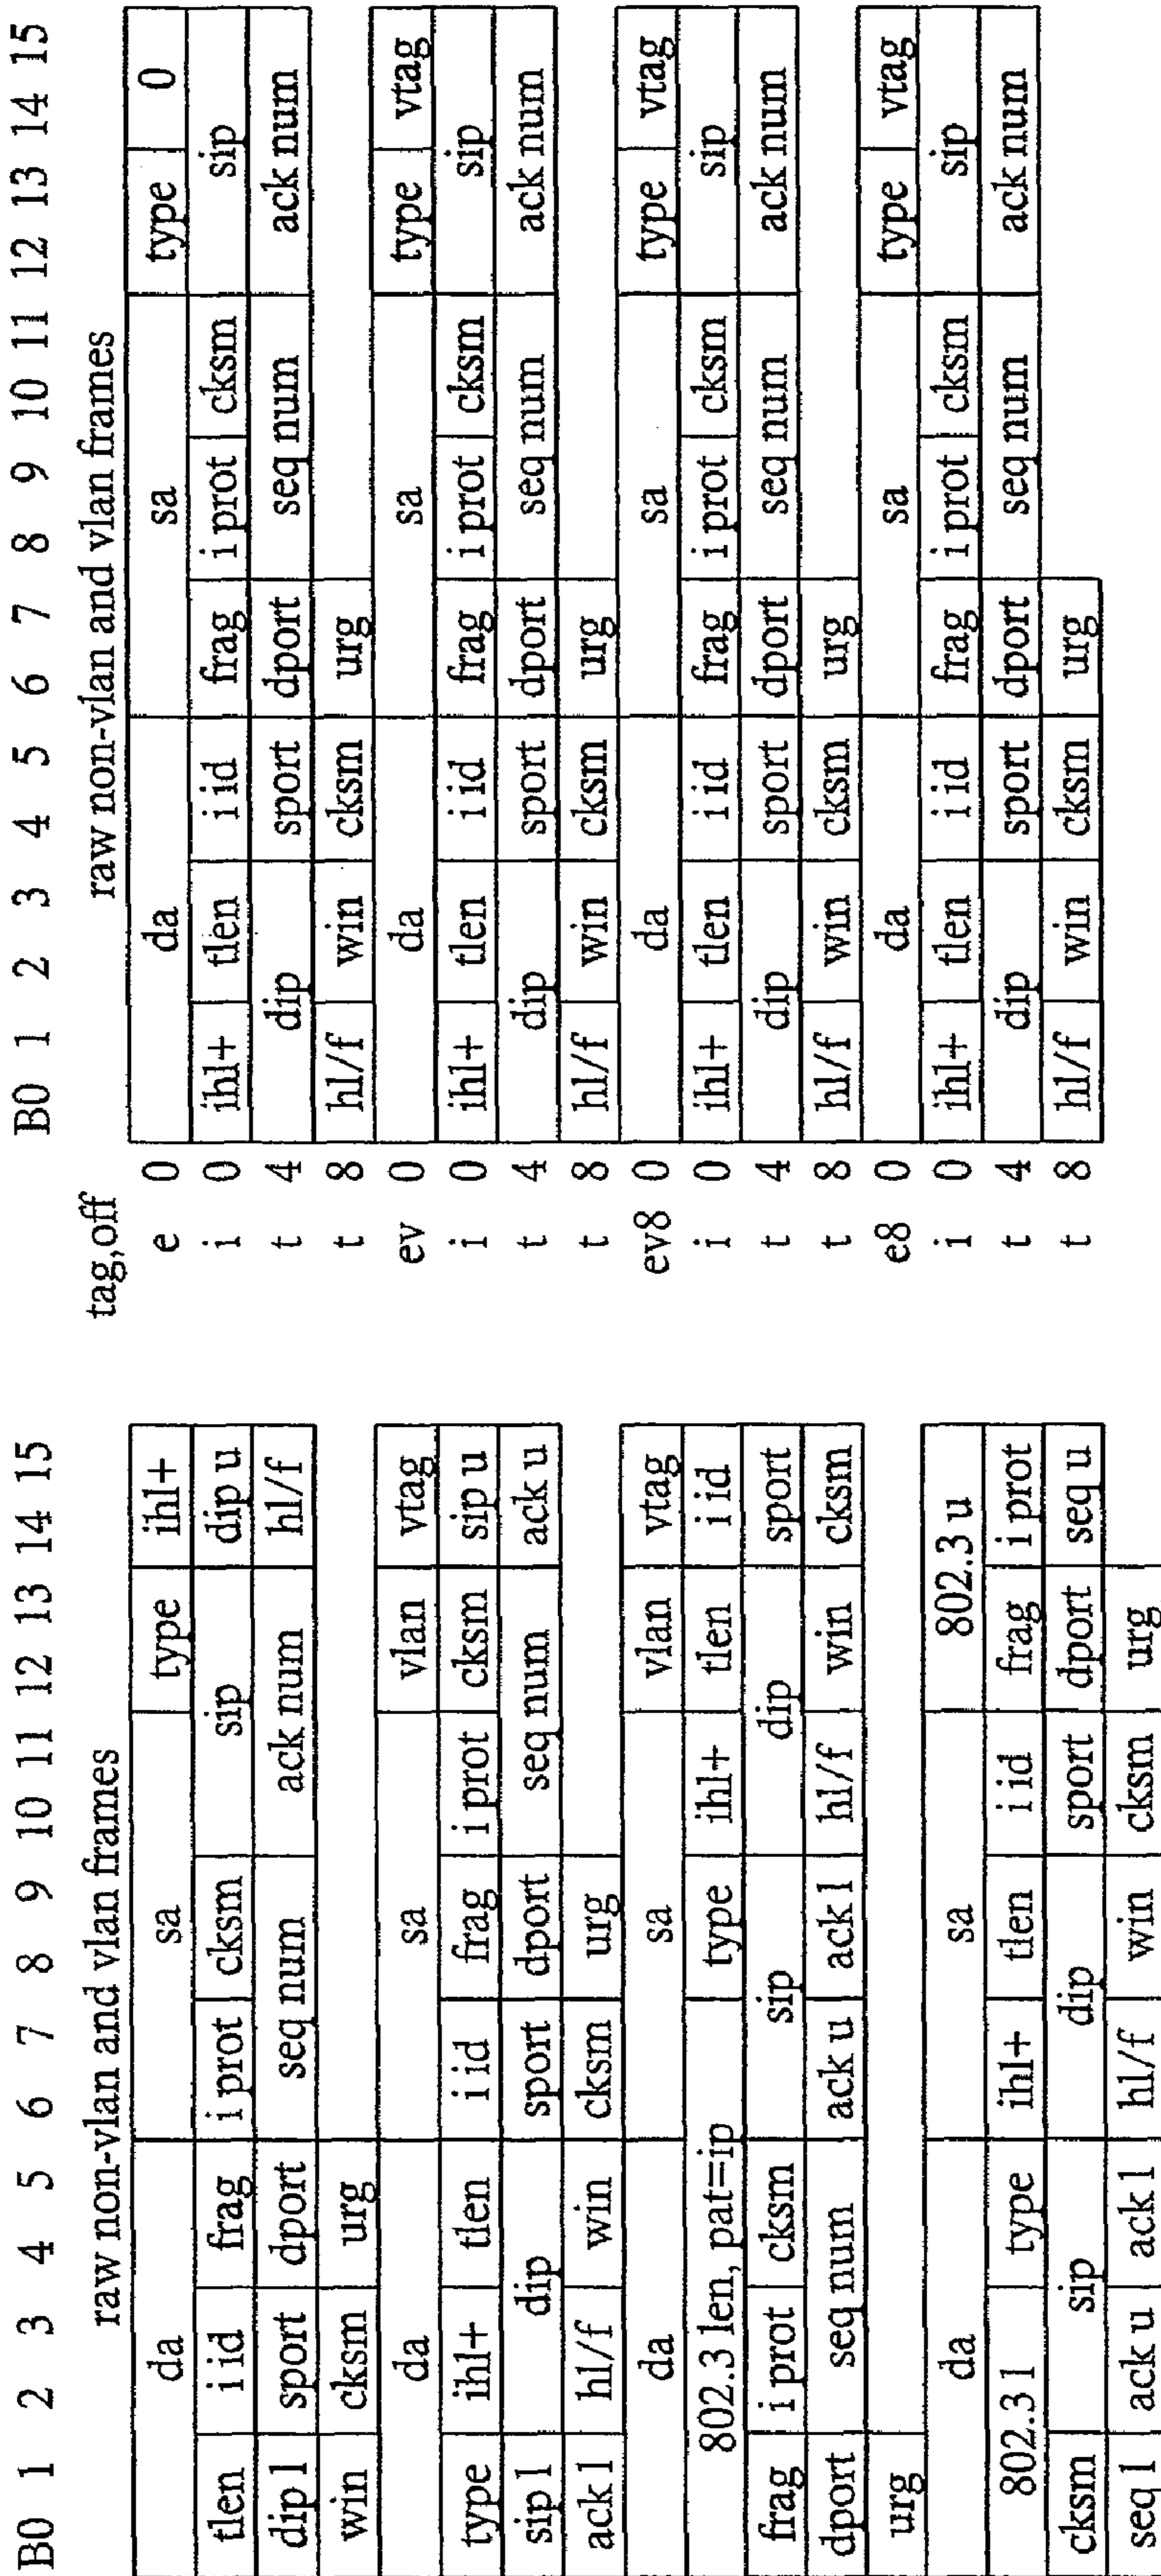 B0 1 2 3 4 5 6 7 8 9 10 11 12 13 14 15
raw non-vlan and vlan frames
da sa type ihl+
tlen i id frag i prot cksm sip dip u
dip l sport dport seq num ack num hl/f
win cksm urg
da sa vlan vtag
type ihl+ tlen i id frag i prot cksm sip u
sip l dip sport dport seq num ack u
ack l hl/f win cksm urg
da sa vlan vtag
802.3 len, pat=ip type ihl+ tlen i id
frag i prot cksm sip dip sport
dport seq num ack u ack l hl/f win cksm
urg
da sa 802.3 u
802.3 l type ihl+ tlen i id frag i prot
cksm sip dip sport dport seq u
seq l ack u ack l hl/f win cksm urg
B0 1 2 3 4 5 6 7 8 9 10 11 12 13 14 15
tag,off raw non-vlan and vlan frames
e 0 da sa type 0
i 0 ihl+ tlen i id frag i prot cksm sip
t 4 dip sport dport seq num ack num
t 8 hl/f win cksm urg
ev 0 da sa type vtag
i 0 ihl+ tlen i id frag i prot cksm sip
t 4 dip sport dport seq num ack num
t 8 hl/f win cksm urg
ev8 0 da sa type vtag
i 0 ihl+ tlen i id frag i prot cksm sip
t 4 dip sport dport seq num ack num
t 8 hl/f win cksm urg
e8 0 da sa type vtag
i 0 ihl+ tlen i id frag i prot cksm sip
t 4 dip sport dport seq num ack num
t 8 hl/f win cksm urg